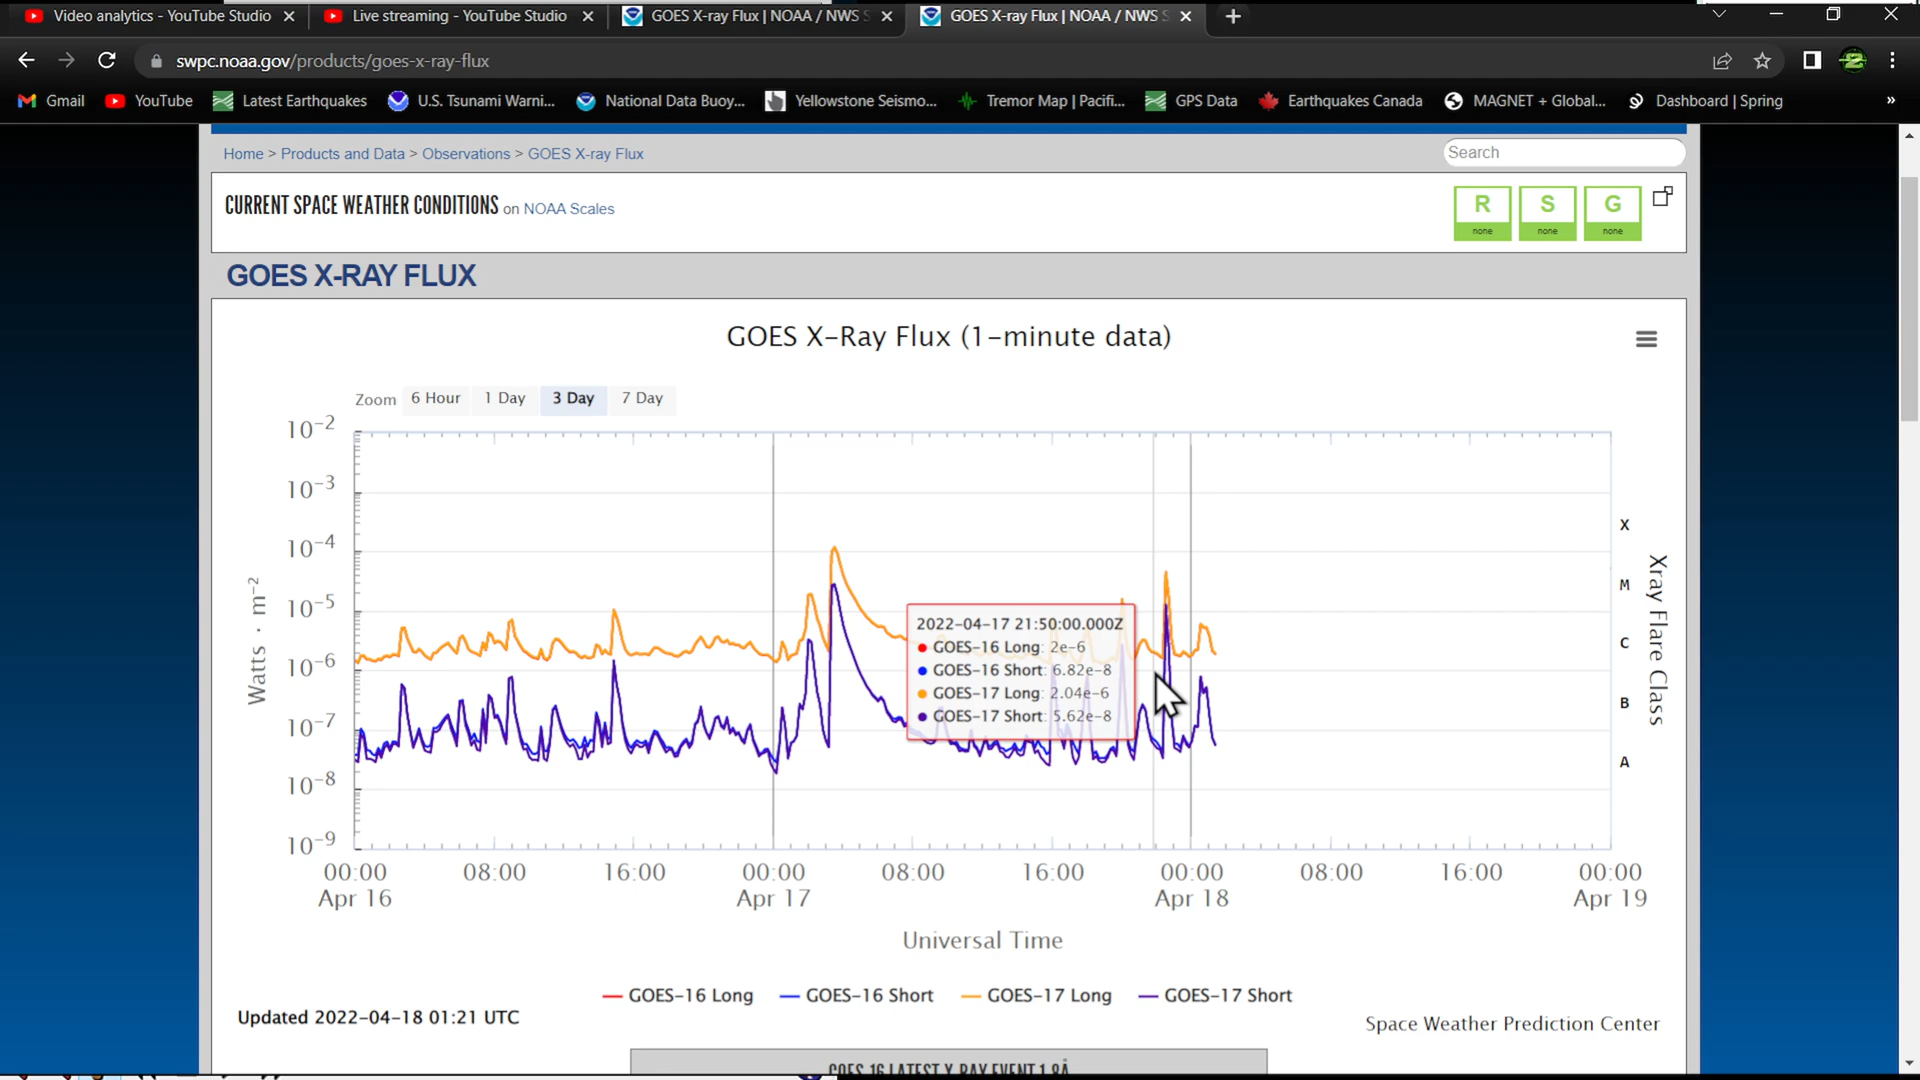 Video analytics - YouTube Studio
Live streaming - YouTube Studio
GOES X-ray Flux | NOAA / NWS S
GOES X-ray Flux | NOAA / NWS S
swpc.noaa.gov/products/goes-x-ray-flux
Gmail
YouTube
Latest Earthquakes
U.S. Tsunami Warni...
National Data Buoy...
Yellowstone Seismo...
Tremor Map | Pacifi...
GPS Data
Earthquakes Canada
MAGNET + Global...
Dashboard | Spring
»
Home > Products and Data > Observations > GOES X-ray Flux
Search
CURRENT SPACE WEATHER CONDITIONS on NOAA Scales
R
none
S
none
G
none
GOES X-RAY FLUX
GOES X-Ray Flux (1-minute data)
Zoom 6 Hour 1 Day 3 Day 7 Day
10⁻²
10⁻³
10⁻⁴
10⁻⁵
10⁻⁶
10⁻⁷
10⁻⁸
10⁻⁹
Watts · m⁻²
X
M
C
B
A
Xray Flare Class
2022-04-17 21:50:00.000Z
GOES-16 Long: 2e-6
GOES-16 Short: 6.82e-8
GOES-17 Long: 2.04e-6
GOES-17 Short: 5.62e-8
00:00 08:00 16:00 00:00 08:00 16:00 00:00 08:00 16:00 00:00
Apr 16 Apr 17 Apr 18 Apr 19
Universal Time
GOES-16 Long GOES-16 Short GOES-17 Long GOES-17 Short
Updated 2022-04-18 01:21 UTC
Space Weather Prediction Center